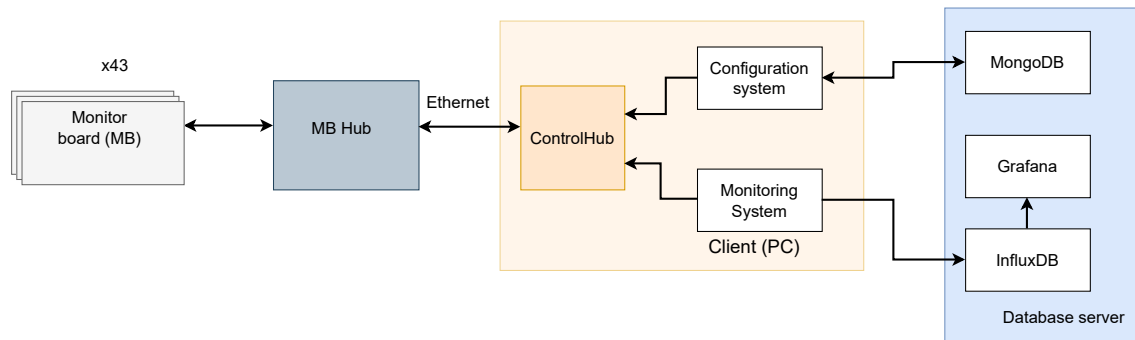 x43
Monitor
board (MB)
MB Hub
Ethernet
ControlHub
Configuration
system
Monitoring
System
Client (PC)
MongoDB
Grafana
InfluxDB
Database server